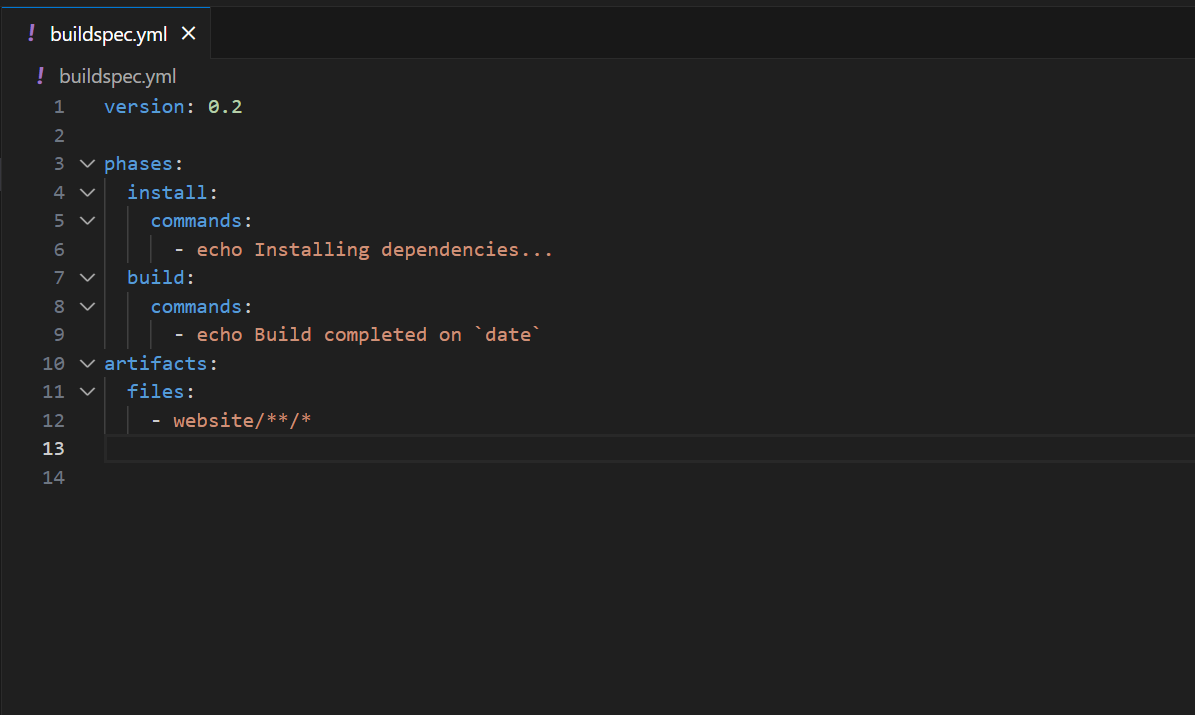 ! buildspec.yml ×
! buildspec.yml
1 version: 0.2
2
3 phases:
4   install:
5     commands:
6       - echo Installing dependencies...
7   build:
8     commands:
9       - echo Build completed on `date`
10 artifacts:
11   files:
12     - website/**/*
13
14